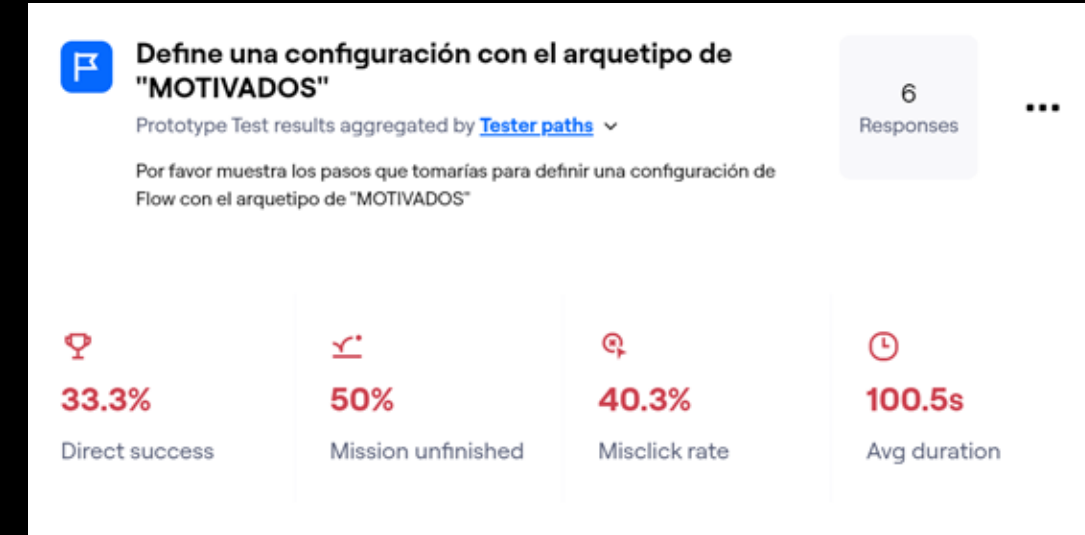 Define una configuración con el arquetipo de
"MOTIVADOS"
Prototype Test results aggregated by Tester paths
Por favor muestra los pasos que tomarías para definir una configuración de
Flow con el arquetipo de "MOTIVADOS"
6
Responses
33.3%
Direct success
50%
Mission unfinished
40.3%
Misclick rate
100.5s
Avg duration